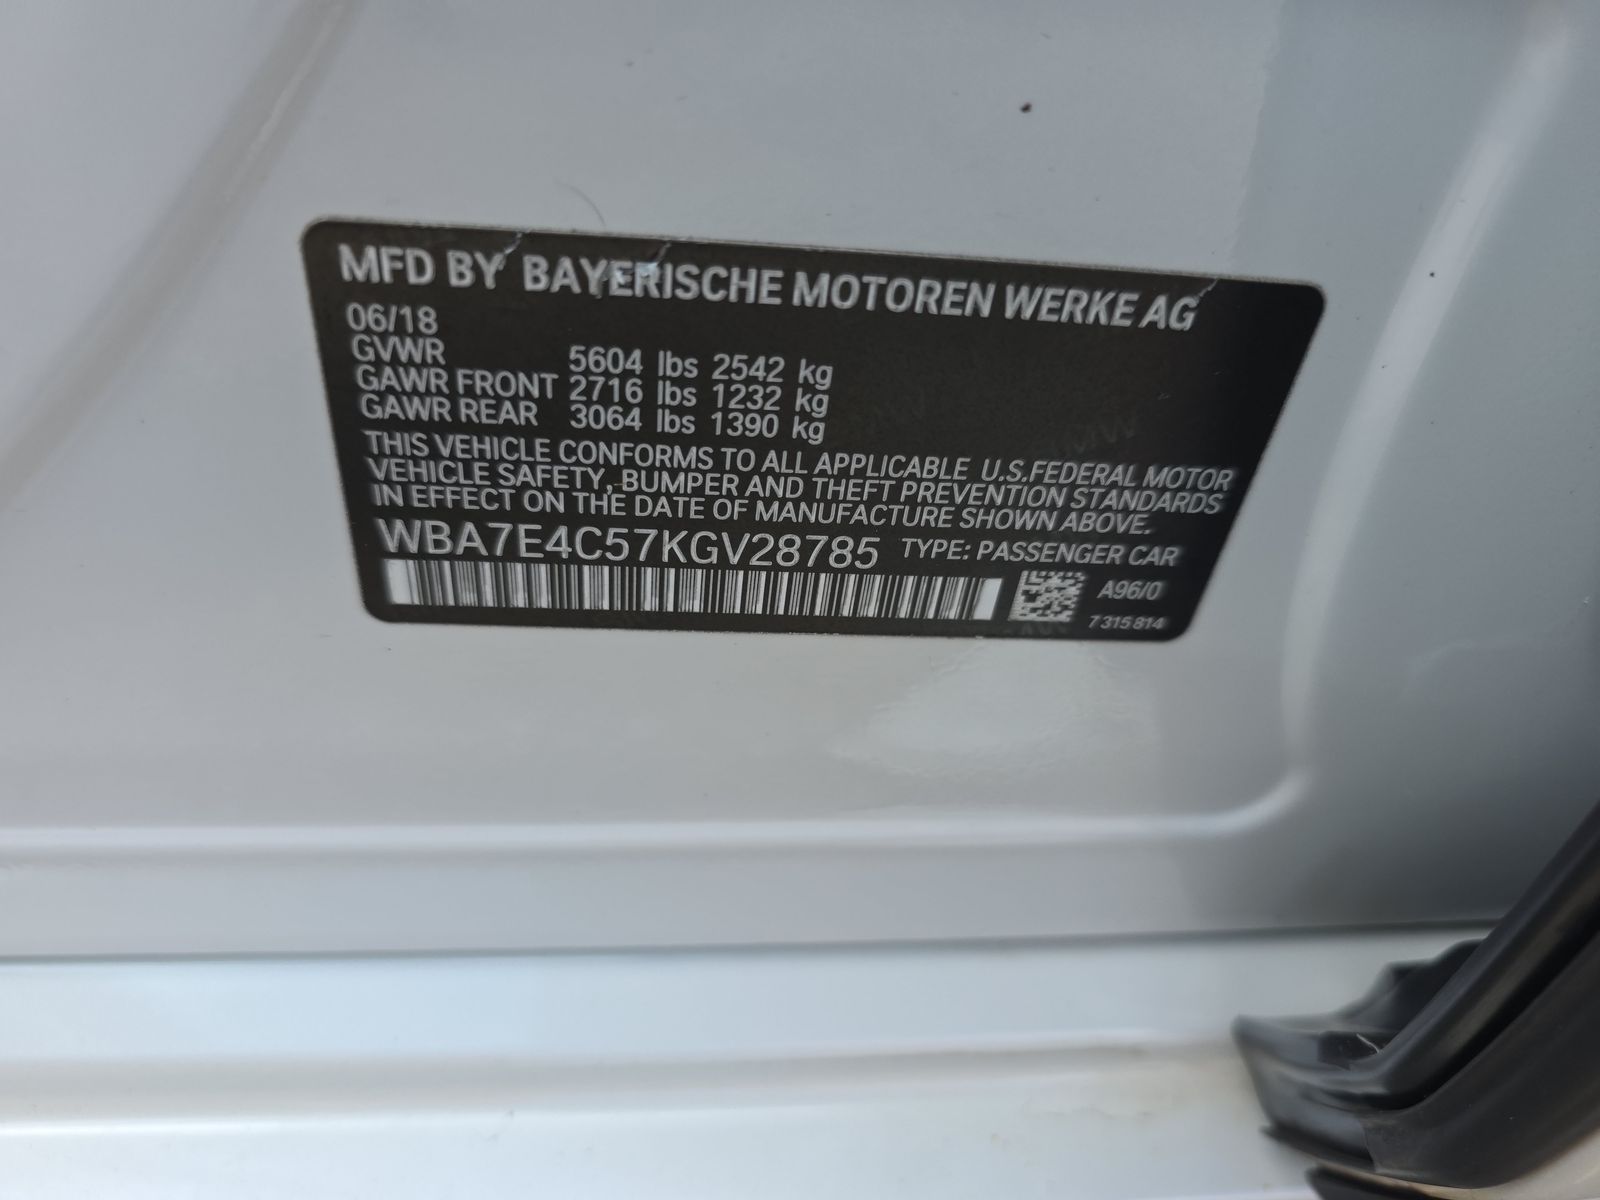 MFD BY BAYERISCHE MOTOREN WERKE AG
06/18
GVWR 5604 lbs 2542 kg
GAWR FRONT 2716 lbs 1232 kg
GAWR REAR 3064 lbs 1390 kg
THIS VEHICLE CONFORMS TO ALL APPLICABLE U.S.FEDERAL MOTOR
VEHICLE SAFETY, BUMPER AND THEFT PREVENTION STANDARDS
IN EFFECT ON THE DATE OF MANUFACTURE SHOWN ABOVE.
WBA7E4C57KGV28785 TYPE: PASSENGER CAR
A96/0
7 315 814